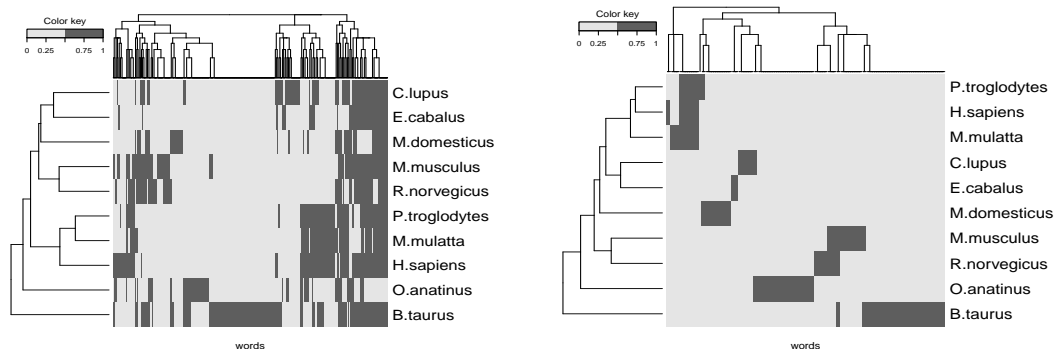 Color key
0 0.25 0.75 1
C.lupus
E.cabalus
M.domesticus
M.musculus
R.norvegicus
P.troglodytes
M.mulatta
H.sapiens
O.anatinus
B.taurus
words
Color key
0 0.25 0.75 1
P.troglodytes
H.sapiens
M.mulatta
C.lupus
E.cabalus
M.domesticus
M.musculus
R.norvegicus
O.anatinus
B.taurus
words